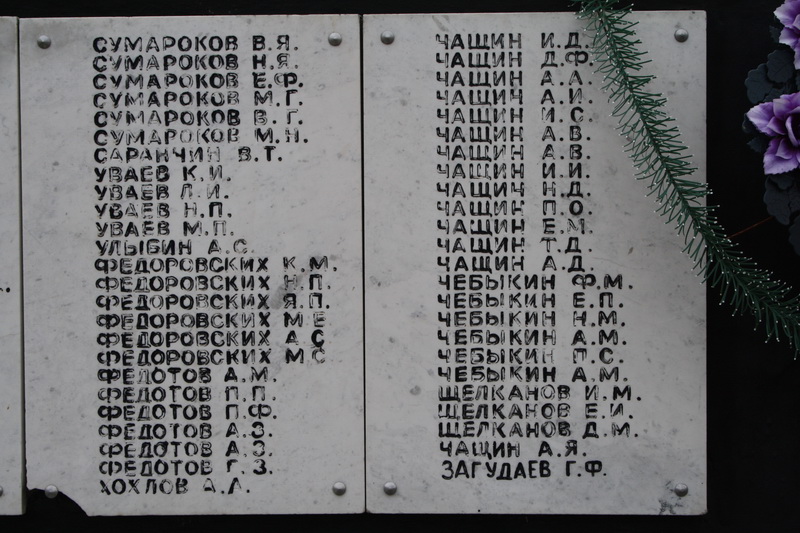 СУМАРОКОВ В.Я.
СУМАРОКОВ Н.Я.
СУМАРОКОВ Е.Ф.
СУМАРОКОВ М.Г.
СУМАРОКОВ В.Г.
СУМАРОКОВ М.Н.
САРАНЧИН В.Т.
УВАЕВ К.И.
УВАЕВ Л.И.
УВАЕВ Н.П.
УВАЕВ М.П.
УЛЫБИН А.С.
ФЕДОРОВСКИХ К.М.
ФЕДОРОВСКИХ Н.П.
ФЕДОРОВСКИХ Я.П.
ФЕДОРОВСКИХ М Е
ФЕДОРОВСКИХ А С
ФЕДОРОВСКИХ М С
ФЕДОТОВ А.М.
ФЕДОТОВ П.П.
ФЕДОТОВ П.Ф.
ФЕДОТОВ А.З.
ФЕДОТОВ А.З.
ФЕДОТОВ Г.З.
ХОХЛОВ А.А.
ЧАЩИН И.Д.
ЧАЩИН Д.Ф.
ЧАЩИН А.А.
ЧАЩИН А.И.
ЧАЩИН И.С.
ЧАЩИН А.В.
ЧАЩИН А.В.
ЧАЩИН И.И.
ЧАЩИН Н.Д.
ЧАЩИН П.О.
ЧАЩИН Е.М.
ЧАЩИН Т.Д.
ЧАЩИН А.Д.
ЧЕБЫКИН Ф.М.
ЧЕБЫКИН Е.П.
ЧЕБЫКИН Н.М.
ЧЕБЫКИН А.М.
ЧЕБЫКИН П.С.
ЧЕБЫКИН А.М.
ЩЕЛКАНОВ И.М.
ЩЕЛКАНОВ Е.И.
ЩЕЛКАНОВ Д.М.
ЧАЩИН А.Я.
ЗАГУДАЕВ Г.Ф.